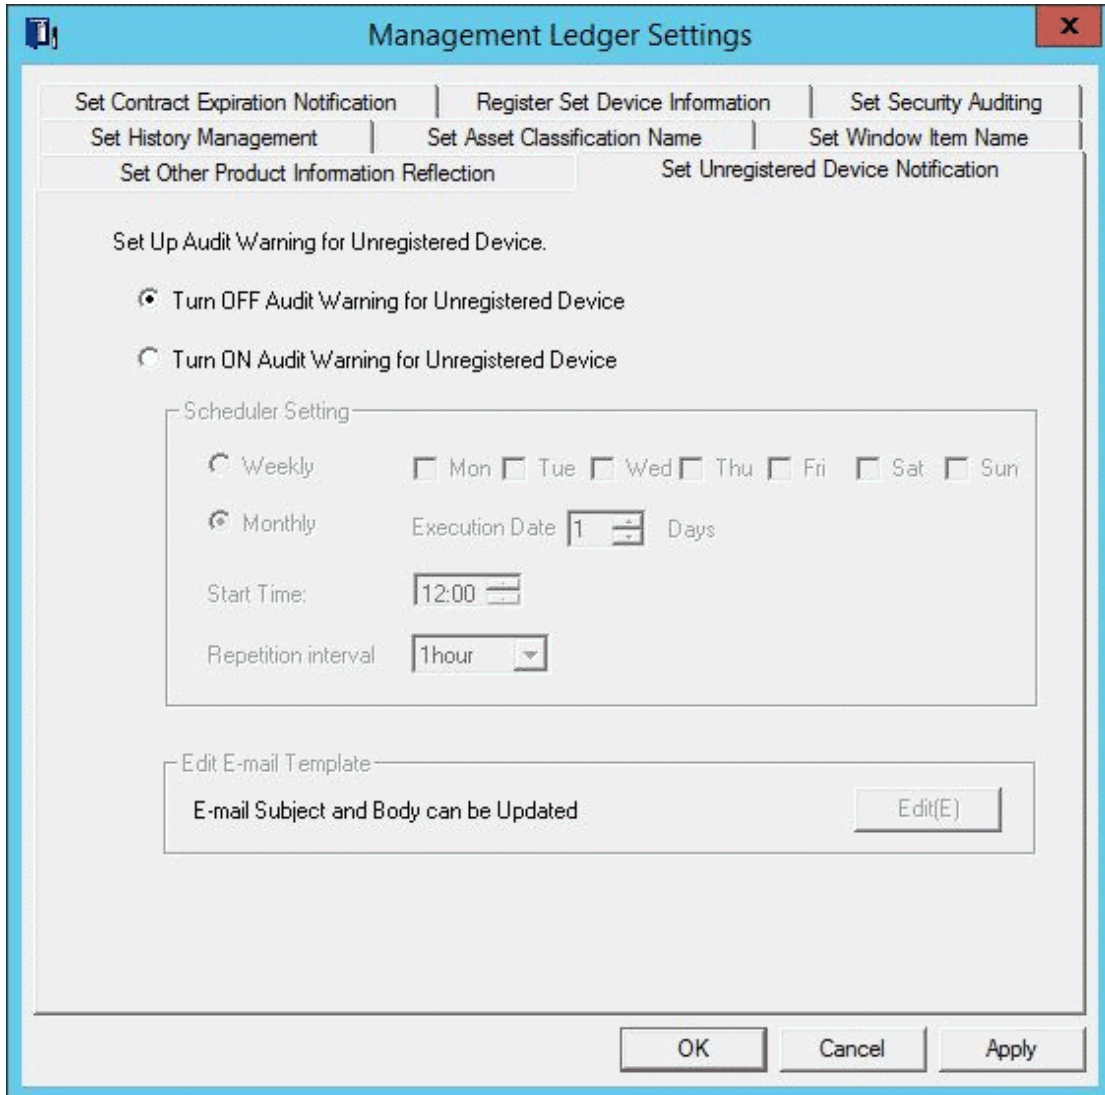 Management Ledger Settings
x
Set Contract Expiration Notification Register Set Device Information Set Security Auditing
Set History Management Set Asset Classification Name Set Window Item Name
Set Other Product Information Reflection Set Unregistered Device Notification
Set Up Audit Warning for Unregistered Device.
Turn OFF Audit Warning for Unregistered Device
Turn ON Audit Warning for Unregistered Device
Scheduler Setting
Weekly Mon Tue Wed Thu Fri Sat Sun
Monthly Execution Date 1 Days
Start Time: 12:00
Repetition interval 1hour
Edit E-mail Template
E-mail Subject and Body can be Updated Edit(E)
OK Cancel Apply